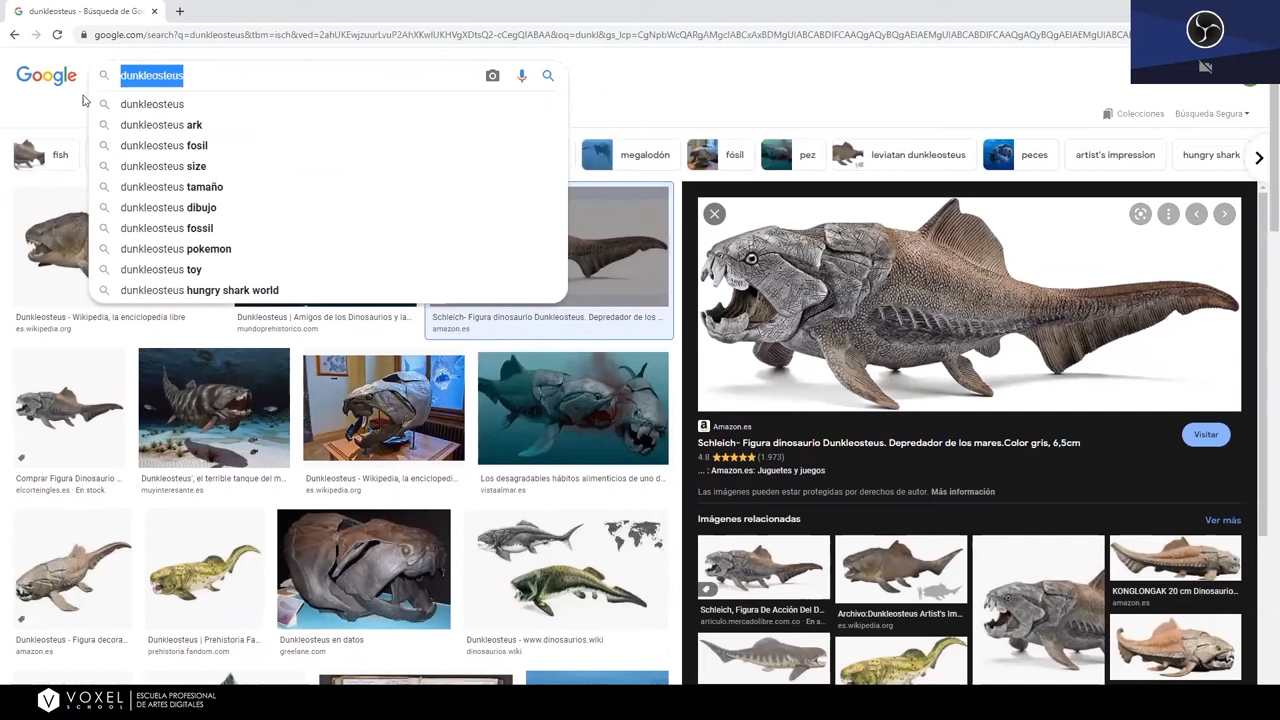 dunkleosteus - Búsqueda de Goo
google.com/search?q=dunkleosteus&tbm=isch&ved=2ahUKEwjzuurLvuP2AhXKwIUKHVgXDts2-cCegQIABAA&oq=dunkl&gs_lcp=CgNpbWcQARgAMgcIABCxAxBDMgUIABCABDIFCAAQgAQyBQgAEIAEMgUIABCABDIFCAAQgAQyBQgAEIAEMgUIABCABDIFCAAQgAQyBQgAEIAEMgUIABCABD
Google
dunkleosteus
dunkleosteus
dunkleosteus ark
dunkleosteus fosil
dunkleosteus size
dunkleosteus tamaño
dunkleosteus dibujo
dunkleosteus fossil
dunkleosteus pokemon
dunkleosteus toy
dunkleosteus hungry shark world
Colecciones
Búsqueda Segura
fish
megalodón
fósil
pez
leviatan dunkleosteus
peces
artist's impression
hungry shark
Dunkleosteus - Wikipedia, la enciclopedia libre
es.wikipedia.org
Dunkleosteus | Amigos de los Dinosaurios y la...
mundoprehistorico.com
Schleich- Figura dinosaurio Dunkleosteus. Depredador de los ...
amazon.es
Comprar Figura Dinosaurio ...
elcorteingles.es · En stock
Dunkleosteus', el terrible tanque del m...
muyinteresante.es
Dunkleosteus - Wikipedia, la enciclopedi...
es.wikipedia.org
Los desagradables hábitos alimenticios de uno d...
vistaalmar.es
Dunkleosteus - Figura decora...
amazon.es
Dunkleosteus | Prehistoria Fa...
prehistoria.fandom.com
Dunkleosteus en datos
greelane.com
Dunkleosteus - www.dinosaurios.wiki
dinosaurios.wiki
Amazon.es
Schleich- Figura dinosaurio Dunkleosteus. Depredador de los mares.Color gris, 6,5cm
4.8 ★★★★★ (1.973)
... : Amazon.es: Juguetes y juegos
Visitar
Las imágenes pueden estar protegidas por derechos de autor. Más información
Imágenes relacionadas
Ver más
Schleich, Figura De Acción Del D...
articulo.mercadolibre.com.co · En s...
Archivo:Dunkleosteus Artist's Im...
es.wikipedia.org
KONGLONGAK 20 cm Dinosaurio...
amazon.es
VOXEL
SCHOOL
ESCUELA PROFESIONAL
DE ARTES DIGITALES